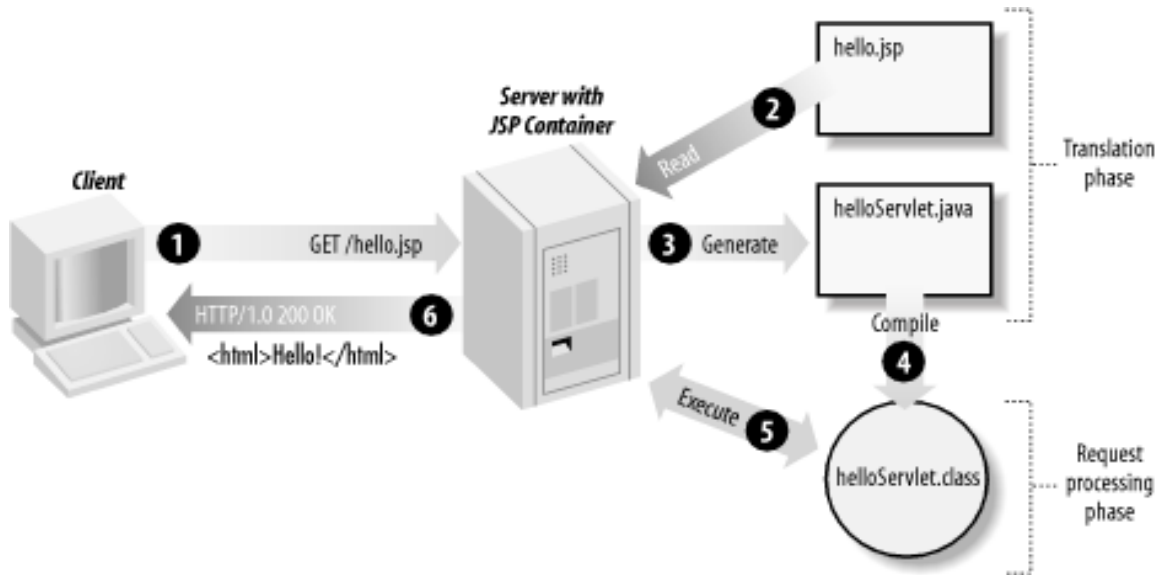 hello.jsp
Server with
JSP Container
2
Read
Translation
phase
Client
helloServlet.java
1
GET /hello.jsp
3
Generate
HTTP/1.0 200 OK
6
<html>Hello!</html>
Compile
4
Execute
5
helloServlet.class
Request
processing
phase